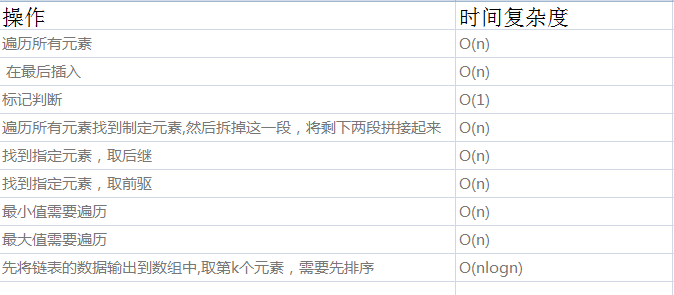 操作 时间复杂度
遍历所有元素 O(n)
在最后插入 O(n)
标记判断 O(1)
遍历所有元素找到制定元素,然后拆掉这一段，将剩下两段拼接起来 O(n)
找到指定元素，取后继 O(n)
找到指定元素，取前驱 O(n)
最小值需要遍历 O(n)
最大值需要遍历 O(n)
先将链表的数据输出到数组中,取第k个元素，需要先排序 O(nlogn)